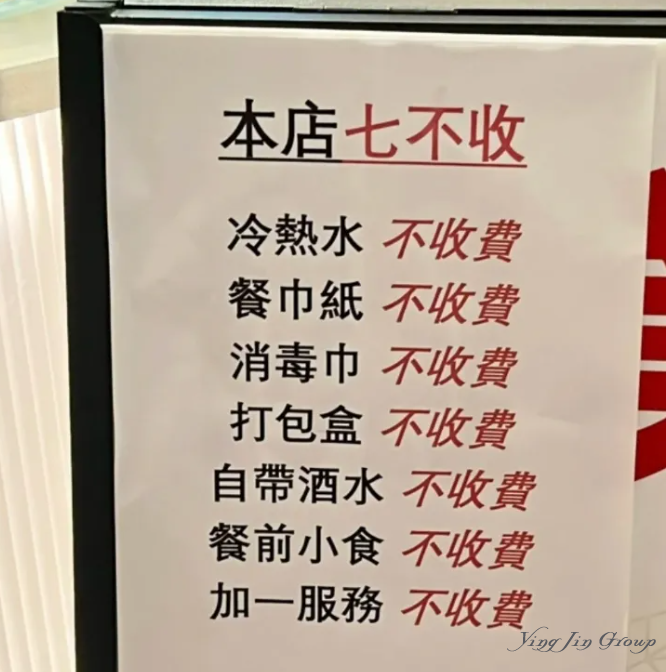 本店七不收
冷熱水 不收費
餐巾紙 不收費
消毒巾 不收費
打包盒 不收費
自帶酒水 不收費
餐前小食 不收費
加一服務 不收費
Ying Jin Group